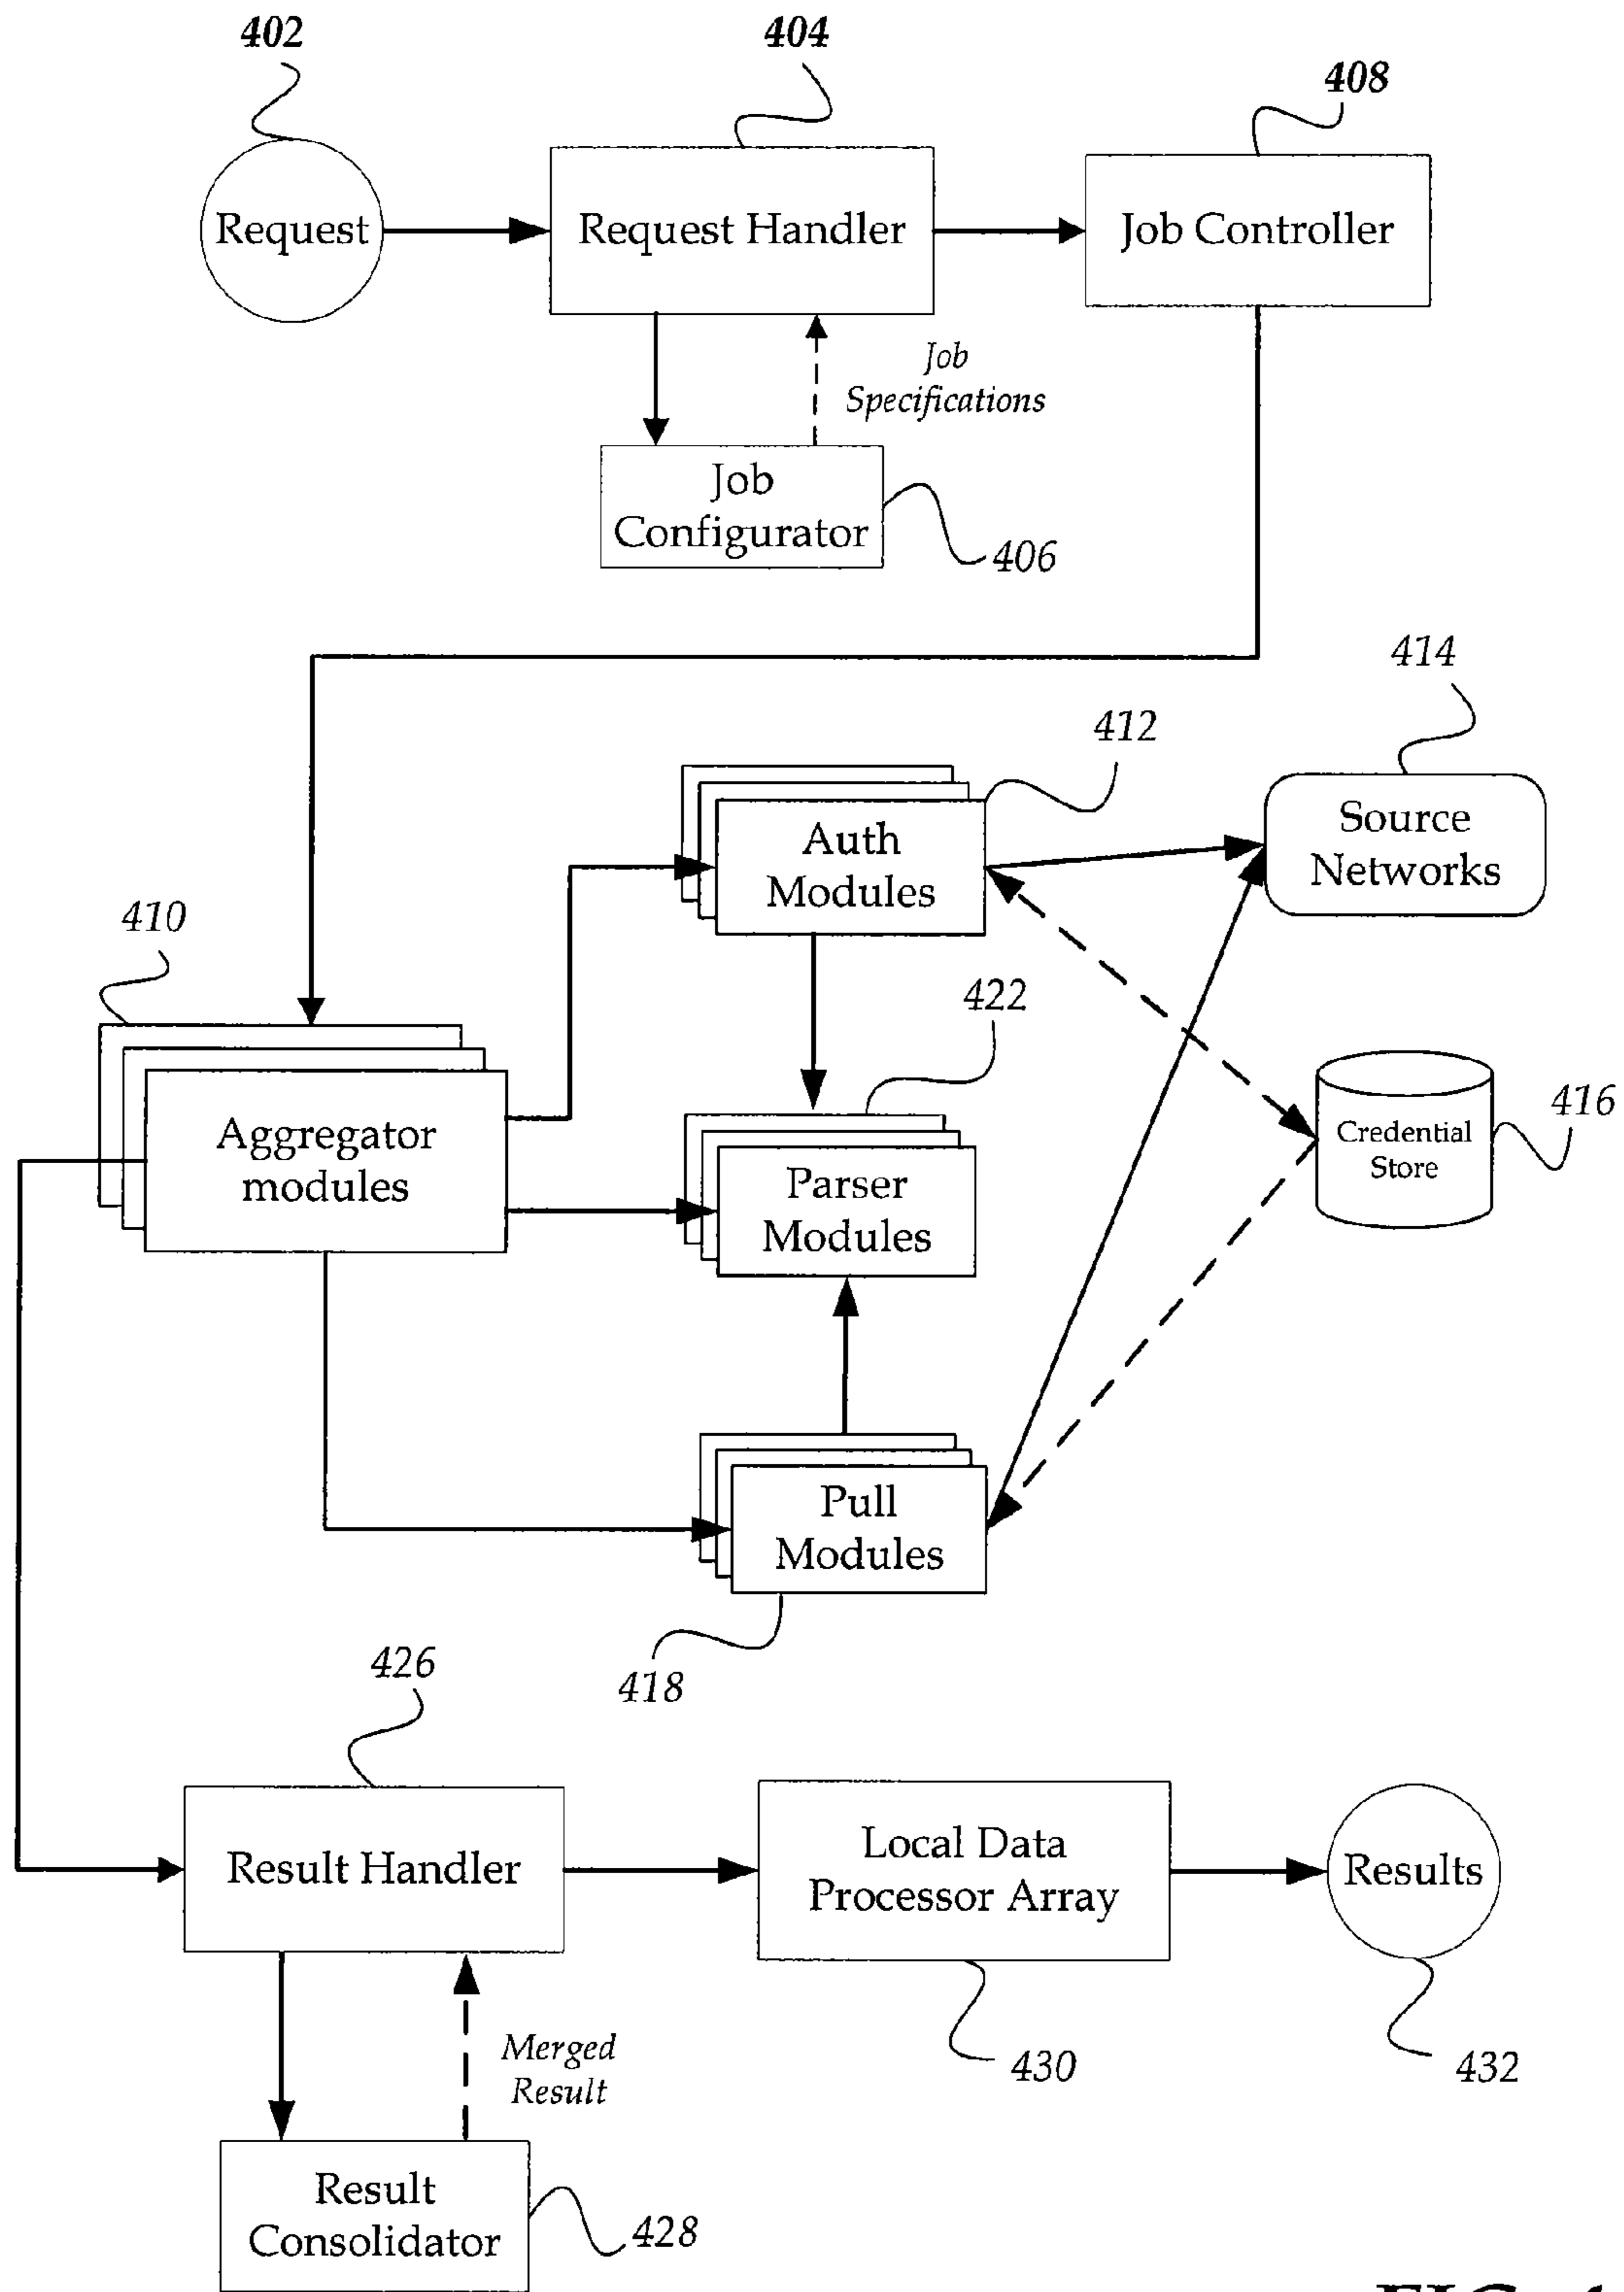 402
404
408
Request
Request Handler
Job Controller
Job
Specifications
Job
Configurator
406
414
412
Source
Networks
Auth
Modules
410
422
416
Credential
Store
Aggregator
modules
Parser
Modules
Pull
Modules
418
426
Result Handler
Local Data
Processor Array
Results
Merged
Result
430
432
Result
Consolidator
428